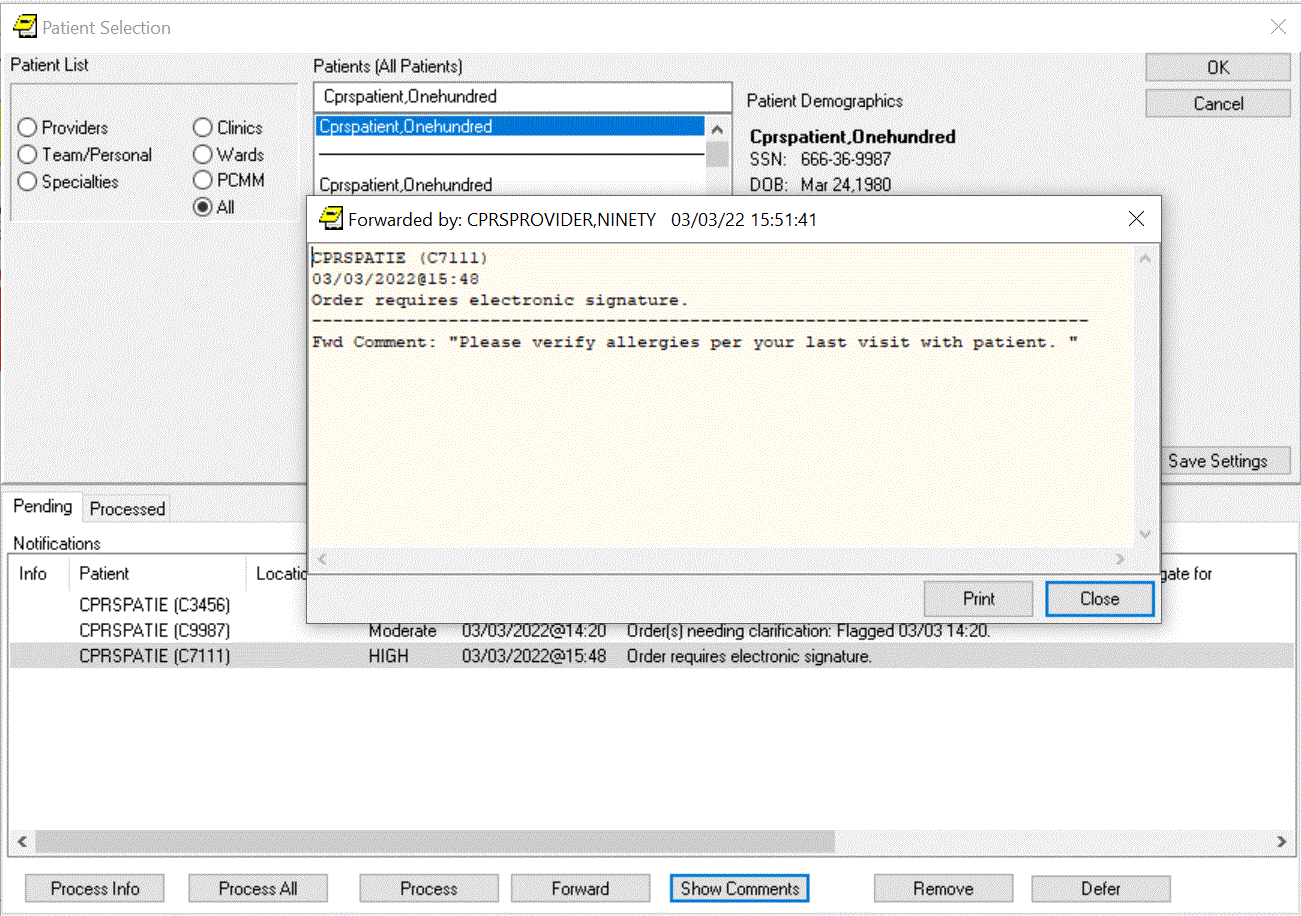 Patient Selection
Patient List
Providers
Team/Personal
Specialties
Clinics
Wards
PCMM
All
Patients (All Patients)
Cprspatient,Onehundred
Cprspatient,Onehundred
Cprspatient,Onehundred
Patient Demographics
Cprspatient,Onehundred
SSN: 666-36-9987
DOB: Mar 24,1980
OK
Cancel
Forwarded by: CPRSPROVIDER,NINETY 03/03/22 15:51:41
CPRSPATIE (C7111)
03/03/2022@15:48
Order requires electronic signature.
--------------------------------------------------------------------------
Fwd Comment: "Please verify allergies per your last visit with patient. "
Print
Close
Save Settings
Pending
Processed
Notifications
Info Patient Locatio gate for
CPRSPATIE (C3456)
CPRSPATIE (C9987) Moderate 03/03/2022@14:20 Order(s) needing clarification: Flagged 03/03 14:20.
CPRSPATIE (C7111) HIGH 03/03/2022@15:48 Order requires electronic signature.
Process Info
Process All
Process
Forward
Show Comments
Remove
Defer